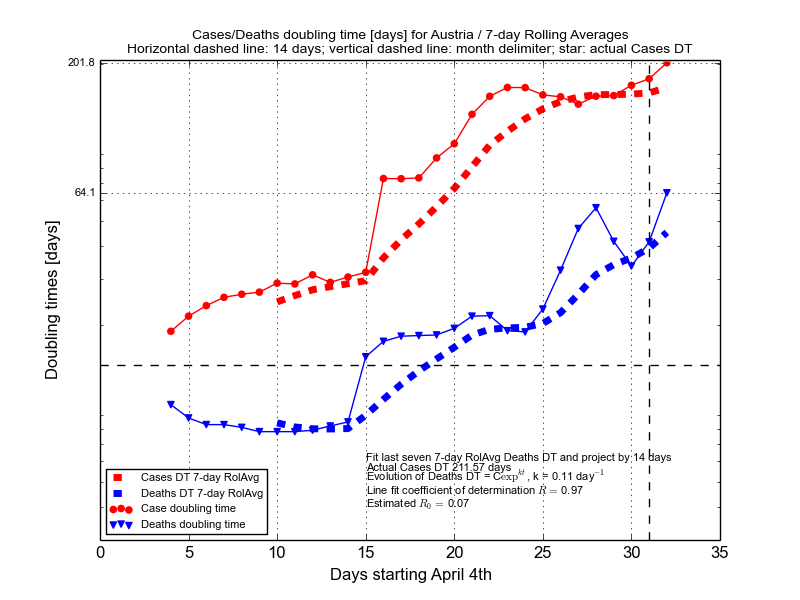 Cases/Deaths doubling time [days] for Austria / 7-day Rolling Averages
Horizontal dashed line: 14 days; vertical dashed line: month delimiter; star: actual Cases DT
201.8
64.1
Doubling times [days]
Fit last seven 7-day RolAvg Deaths DT and project by 14 days
Actual Cases DT 211.57 days
Evolution of Deaths DT = Cexp^{kt}, k = 0.11 day^{-1}
Line fit coefficient of determination R = 0.97
Estimated R_0 = 0.07
Cases DT 7-day RolAvg
Deaths DT 7-day RolAvg
Case doubling time
Deaths doubling time
0 5 10 15 20 25 30 35
Days starting April 4th